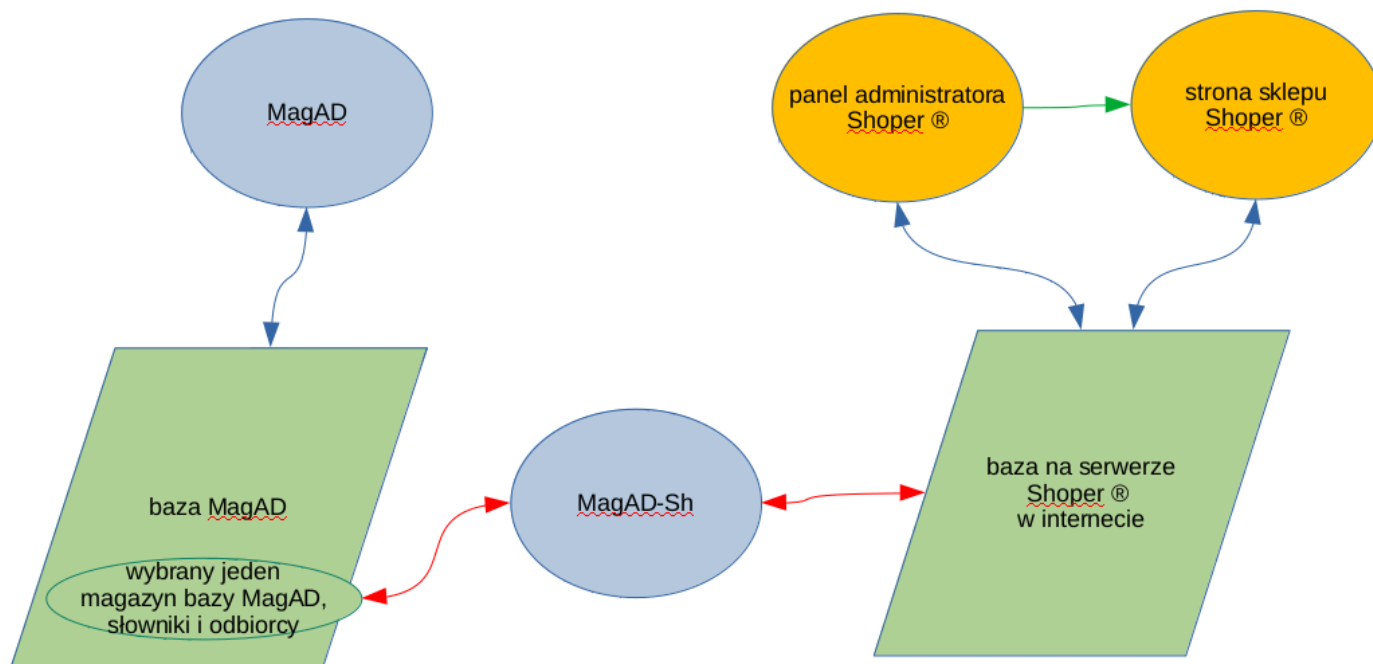 MagAD
panel administratora
Shoper ®
strona sklepu
Shoper ®
baza MagAD
wybrany jeden
magazyn bazy MagAD,
słowniki i odbiorcy
MagAD-Sh
baza na serwerze
Shoper ®
w internecie